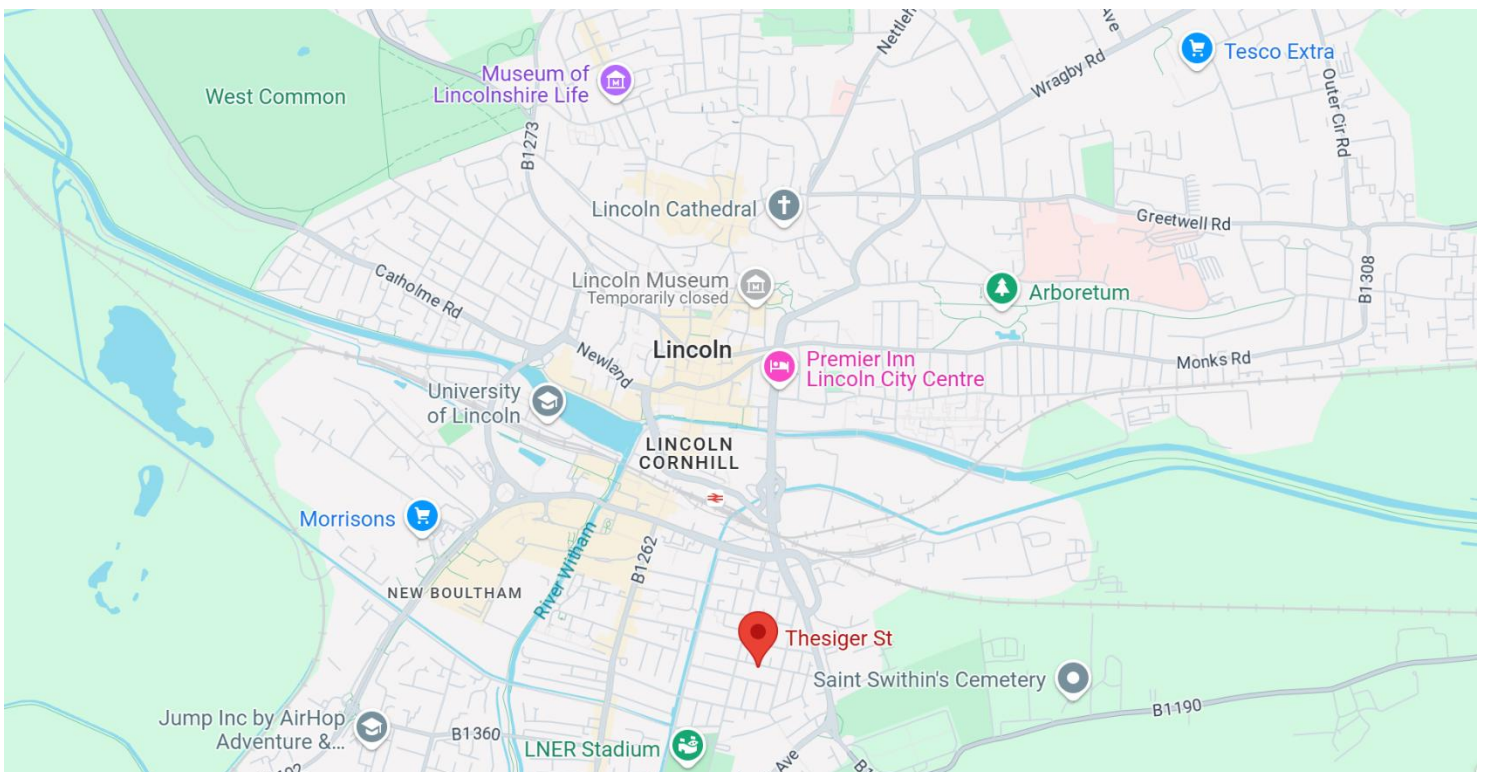 Nettleh
Ave
Wragby Rd
Tesco Extra
Museum of
Lincolnshire Life
West Common
Outer Cir Rd
B1273
Lincoln Cathedral
Greetwell Rd
Carholme Rd
Lincoln Museum
Temporarily closed
Arboretum
B1308
Newland
Lincoln
Premier Inn
Lincoln City Centre
Monks Rd
University
of Lincoln
LINCOLN
CORNHILL
Morrisons
River Witham
B1262
NEW BOULTHAM
Thesiger St
Saint Swithin's Cemetery
B1190
Jump Inc by AirHop
Adventure &...
B1360
LNER Stadium
Ave